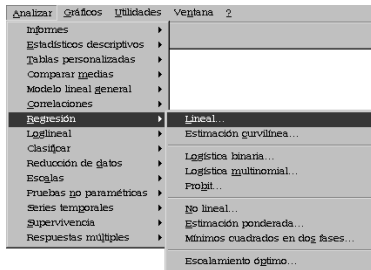 Analizar Gráficos Utilidades Ventana ?
Informes
Estadísticos descriptivos
Tablas personalizadas
Comparar medias
Modelo lineal general
Correlaciones
Regresión
Loglineal
Clasificar
Reducción de datos
Escalas
Pruebas no paramétricas
Series temporales
Supervivencia
Respuestas múltiples
Lineal...
Estimación curvilínea...
Logística binaria...
Logística multinomial...
Probit...
No lineal...
Estimación ponderada...
Mínimos cuadrados en dos fases...
Escalamiento óptimo...